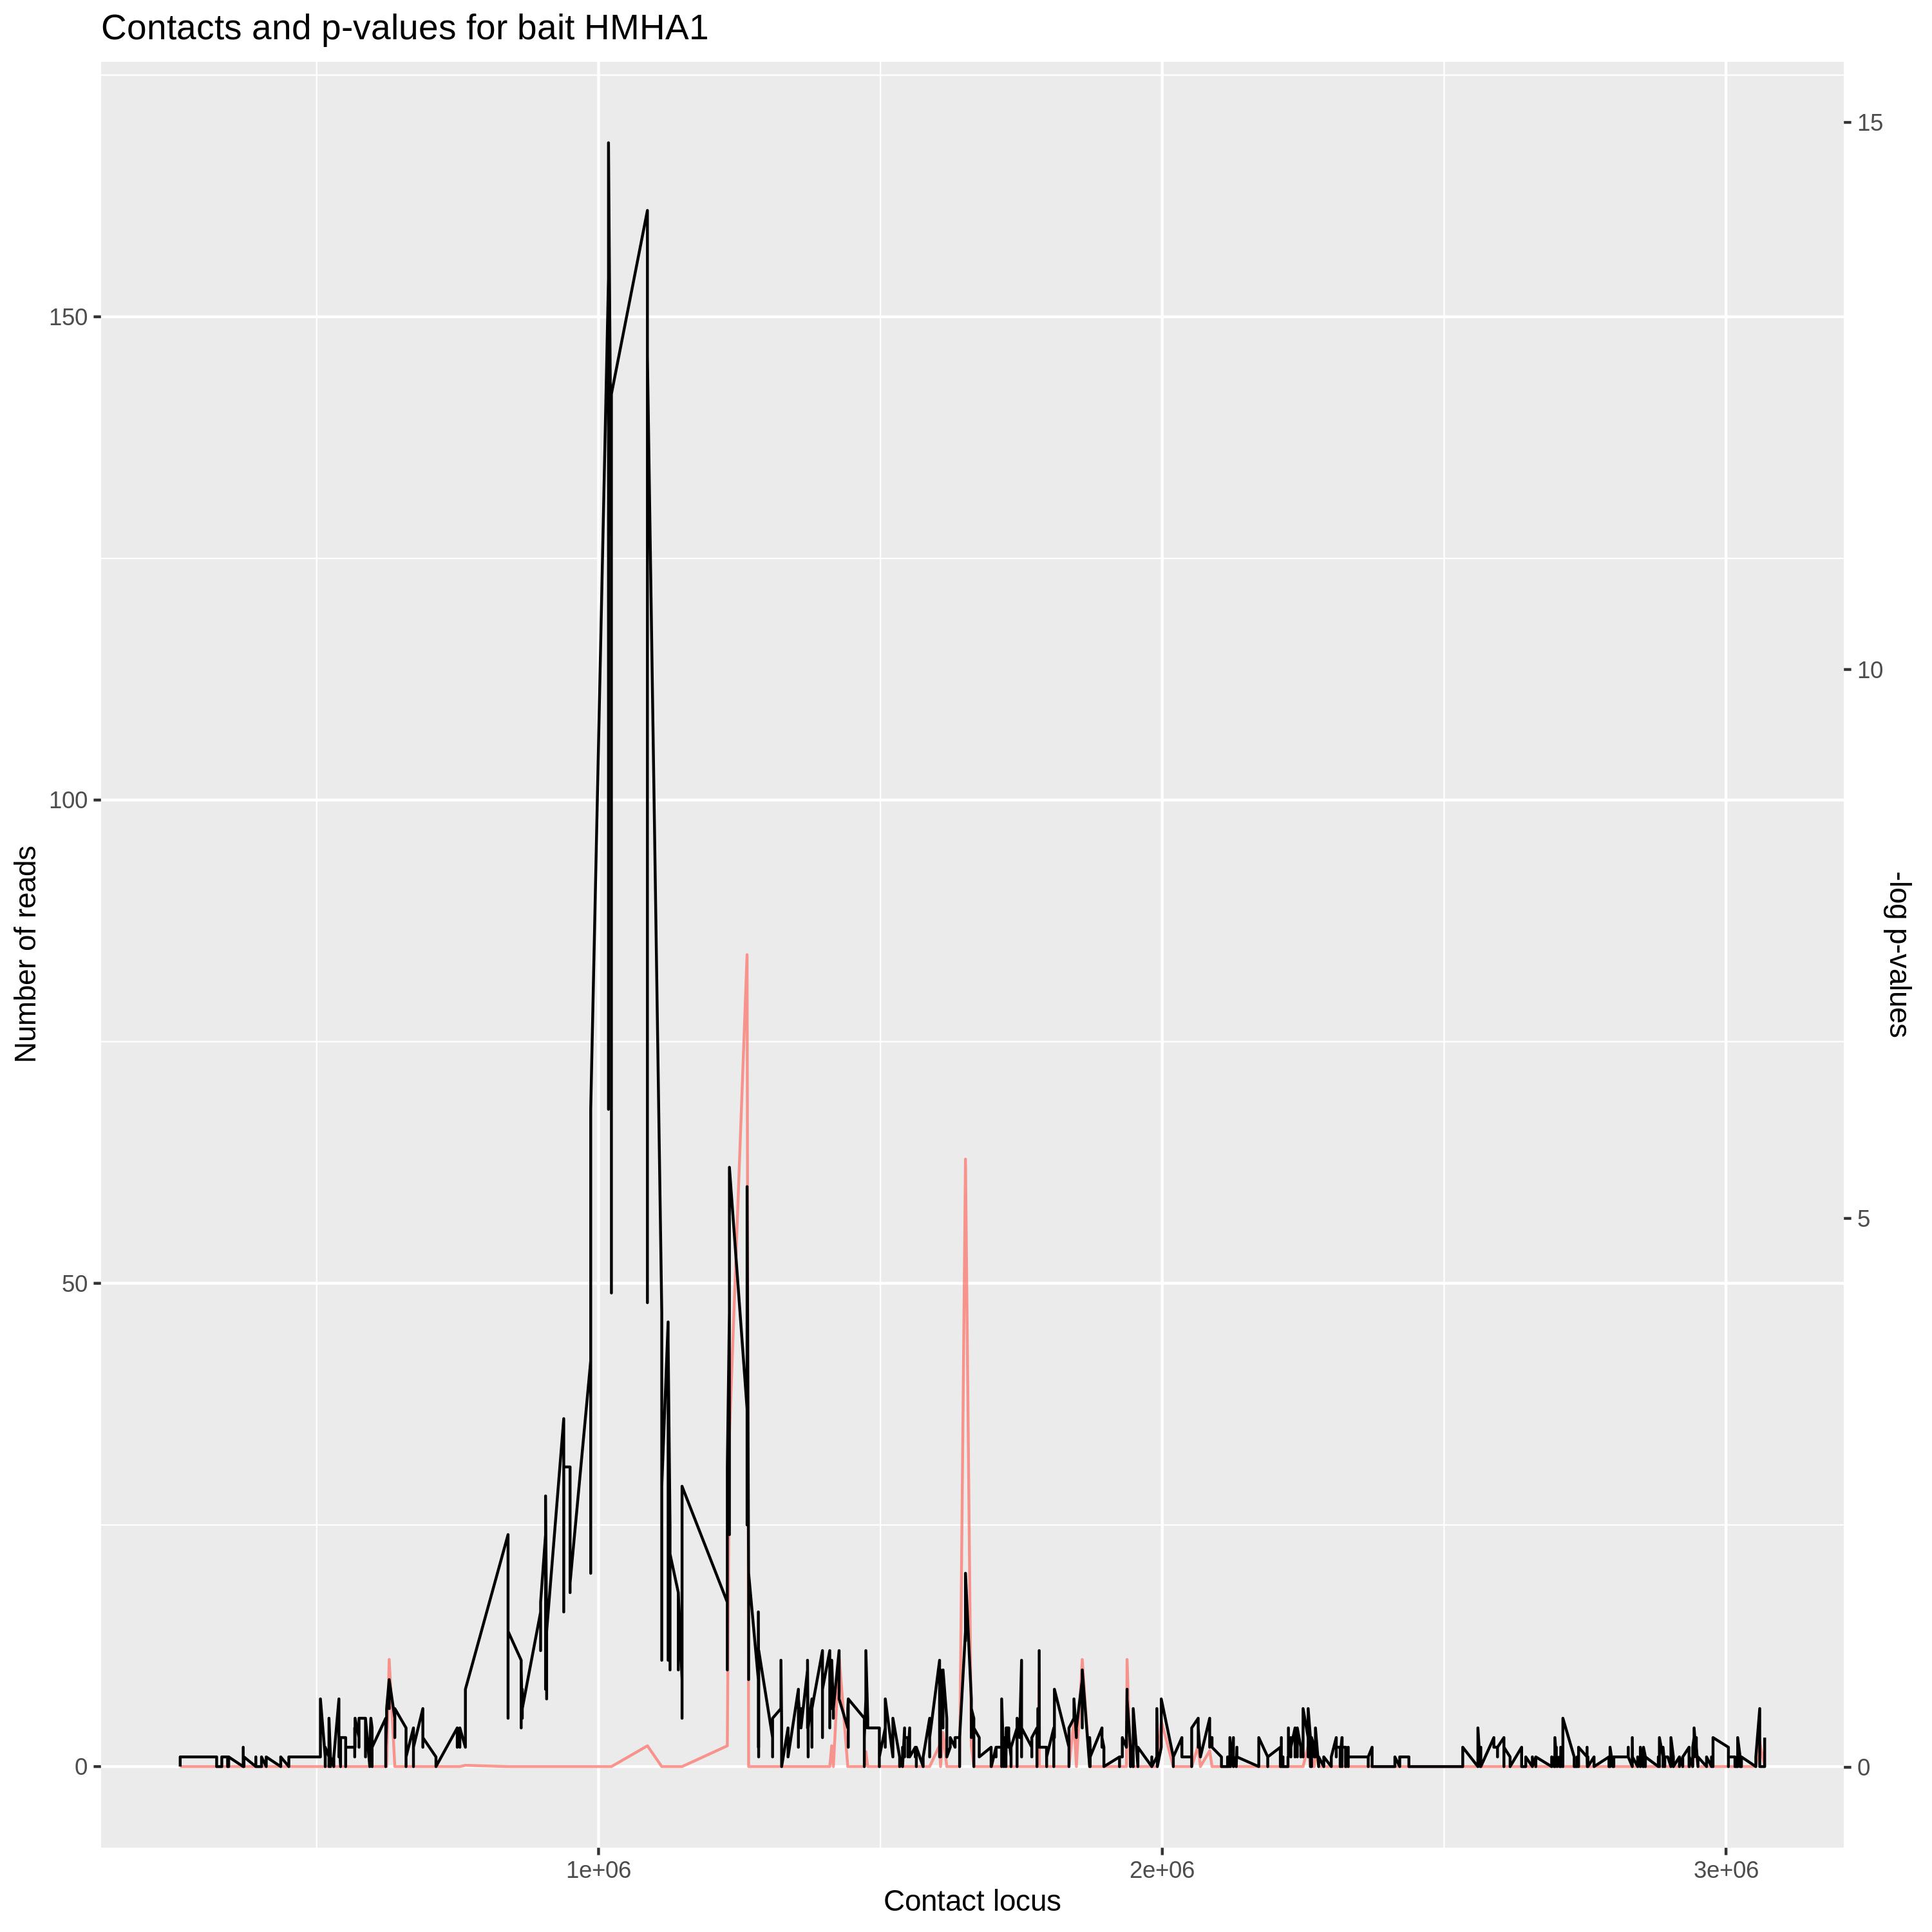 Contacts and p-values for bait HMHA1
150
100
50
0
Number of reads
15
10
5
0
-log p-values
1e+06
2e+06
3e+06
Contact locus